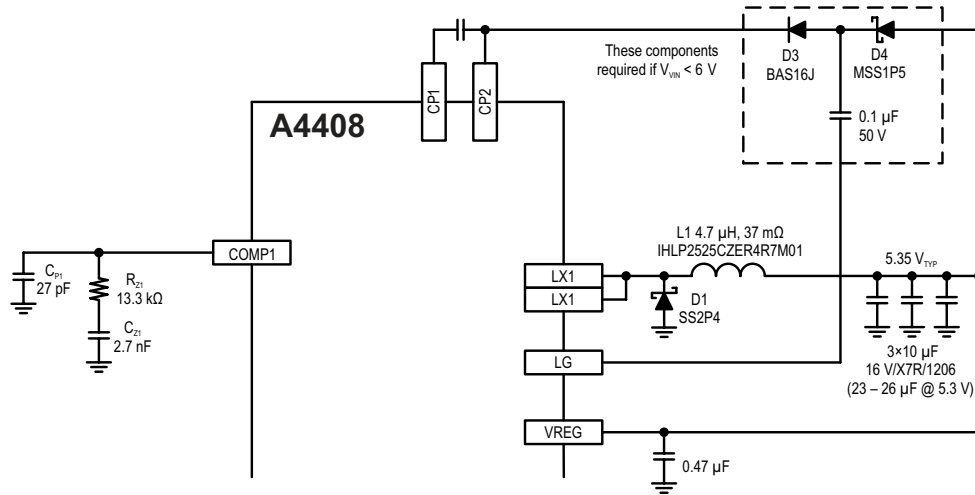 CP1
CP2
These components
required if V_VIN < 6 V
D3
BAS16J
D4
MSS1P5
0.1 µF
50 V
A4408
COMP1
C_P1
27 pF
R_Z1
13.3 kΩ
C_Z1
2.7 nF
L1 4.7 µH, 37 mΩ
IHLP2525CZER4R7M01
5.35 V_TYP
LX1
LX1
D1
SS2P4
3×10 µF
16 V/X7R/1206
(23 – 26 µF @ 5.3 V)
LG
VREG
0.47 µF